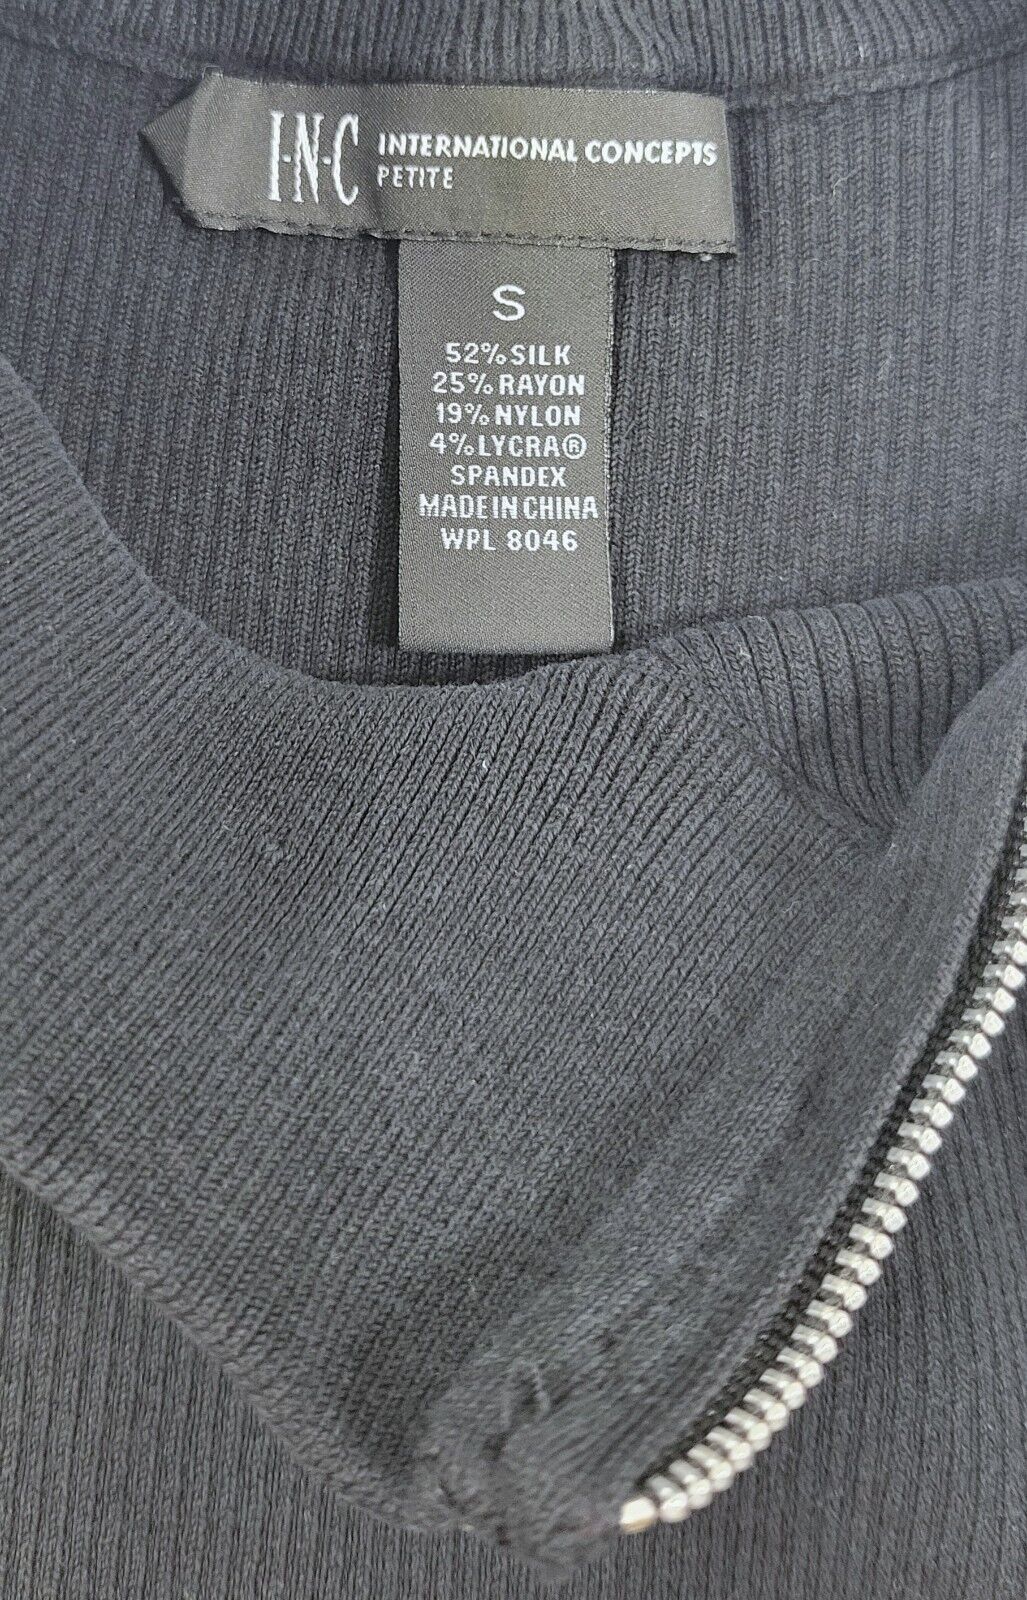 I·N·C INTERNATIONAL CONCEPTS
PETITE
S
52% SILK
25% RAYON
19% NYLON
4% LYCRA®
SPANDEX
MADE IN CHINA
WPL 8046